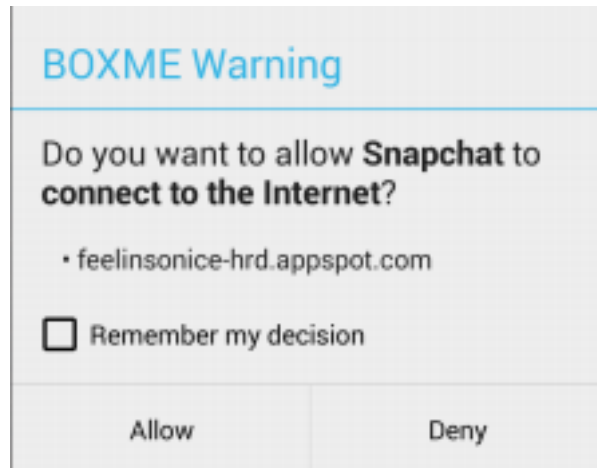 BOXME Warning
Do you want to allow Snapchat to
connect to the Internet?
• feelinsonice-hrd.appspot.com
Remember my decision
Allow
Deny